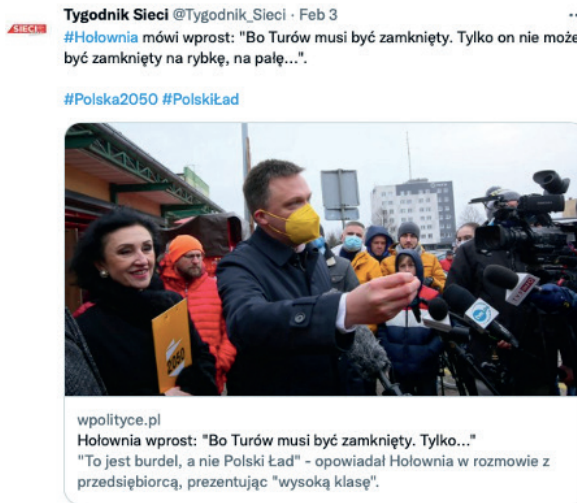 Tygodnik Sieci @Tygodnik_Sieci · Feb 3
SIECI
#Hołownia mówi wprost: "Bo Turów musi być zamknięty. Tylko on nie może
być zamknięty na rybkę, na pałę...".
#Polska2050 #PolskiŁad
2050
wpolityce.pl
Hołownia wprost: "Bo Turów musi być zamknięty. Tylko..."
"To jest burdel, a nie Polski Ład" - opowiadał Hołownia w rozmowie z
przedsiębiorcą, prezentując "wysoką klasę".